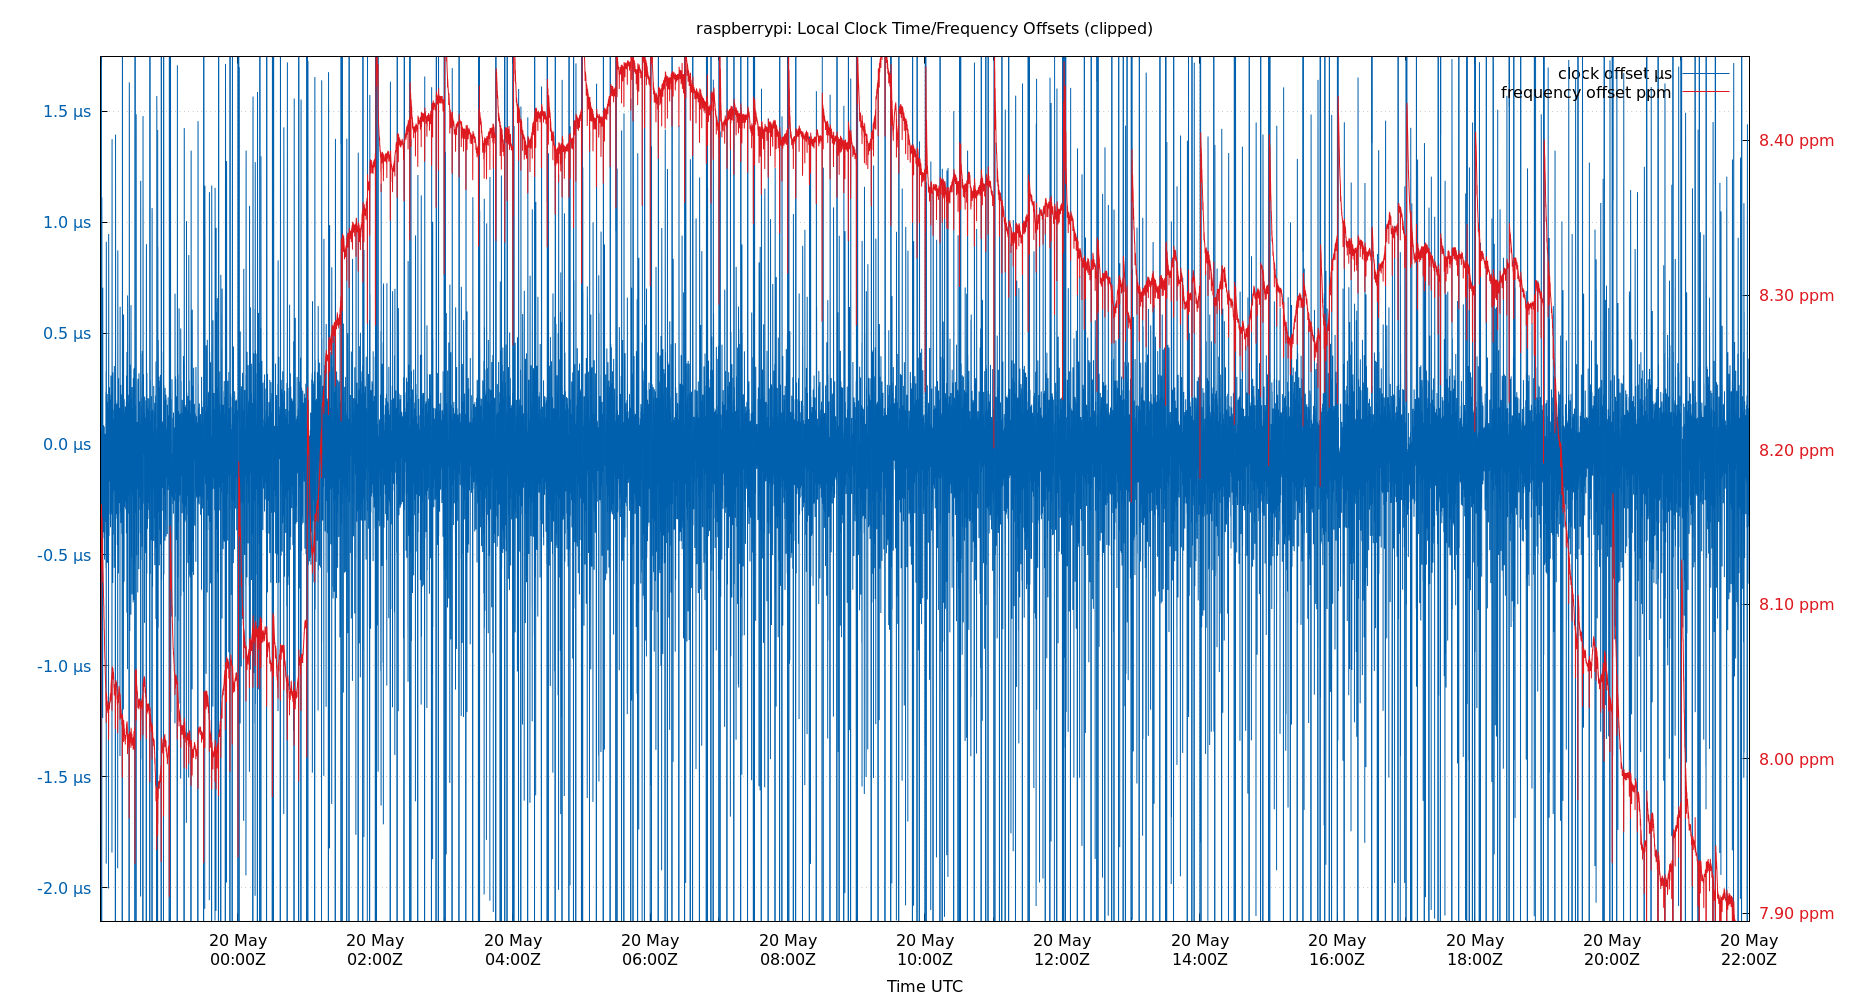 raspberrypi: Local Clock Time/Frequency Offsets (clipped)
clock offset µs
frequency offset ppm
1.5 µs
1.0 µs
0.5 µs
0.0 µs
-0.5 µs
-1.0 µs
-1.5 µs
-2.0 µs
8.40 ppm
8.30 ppm
8.20 ppm
8.10 ppm
8.00 ppm
7.90 ppm
20 May 20 May 20 May 20 May 20 May 20 May 20 May 20 May 20 May 20 May 20 May 20 May
00:00Z 02:00Z 04:00Z 06:00Z 08:00Z 10:00Z 12:00Z 14:00Z 16:00Z 18:00Z 20:00Z 22:00Z
Time UTC